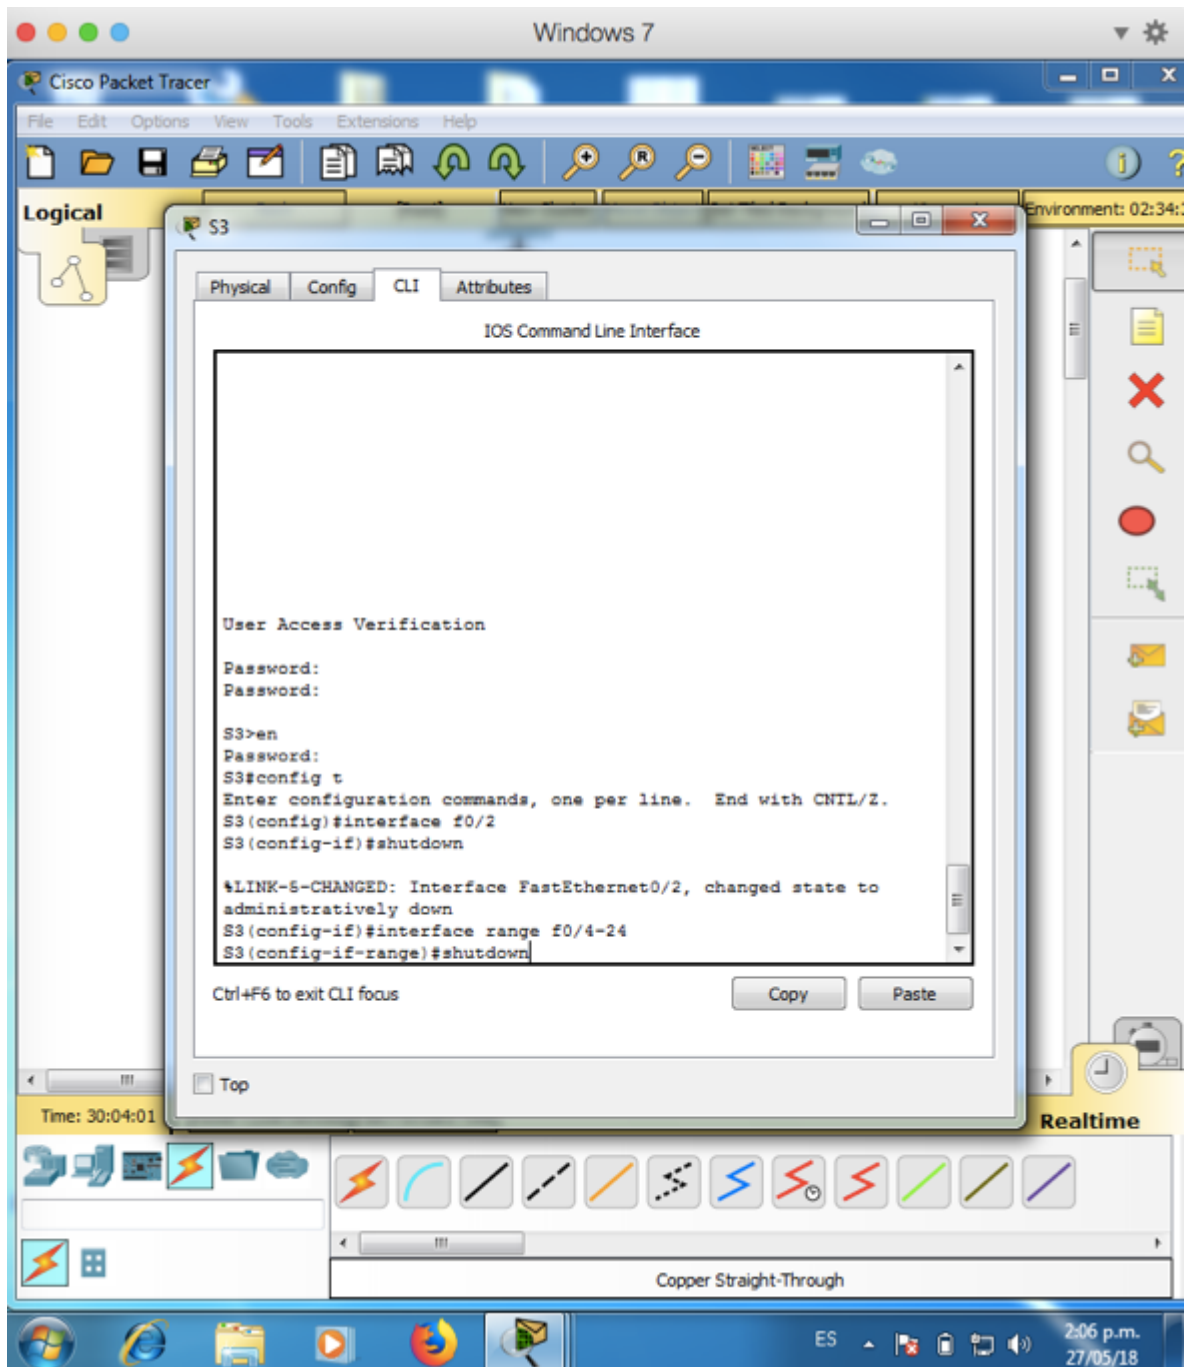 Windows 7
Cisco Packet Tracer
File Edit Options View Tools Extensions Help
Logical
Environment: 02:34:
S3
Physical Config CLI Attributes
IOS Command Line Interface
User Access Verification
Password:
Password:
S3>en
Password:
S3#config t
Enter configuration commands, one per line.  End with CNTL/Z.
S3(config)#interface f0/2
S3(config-if)#shutdown
%LINK-5-CHANGED: Interface FastEthernet0/2, changed state to
administratively down
S3(config-if)#interface range f0/4-24
S3(config-if-range)#shutdown
Ctrl+F6 to exit CLI focus
Copy Paste
Top
Time: 30:04:01
Realtime
Copper Straight-Through
ES
2:06 p.m.
27/05/18